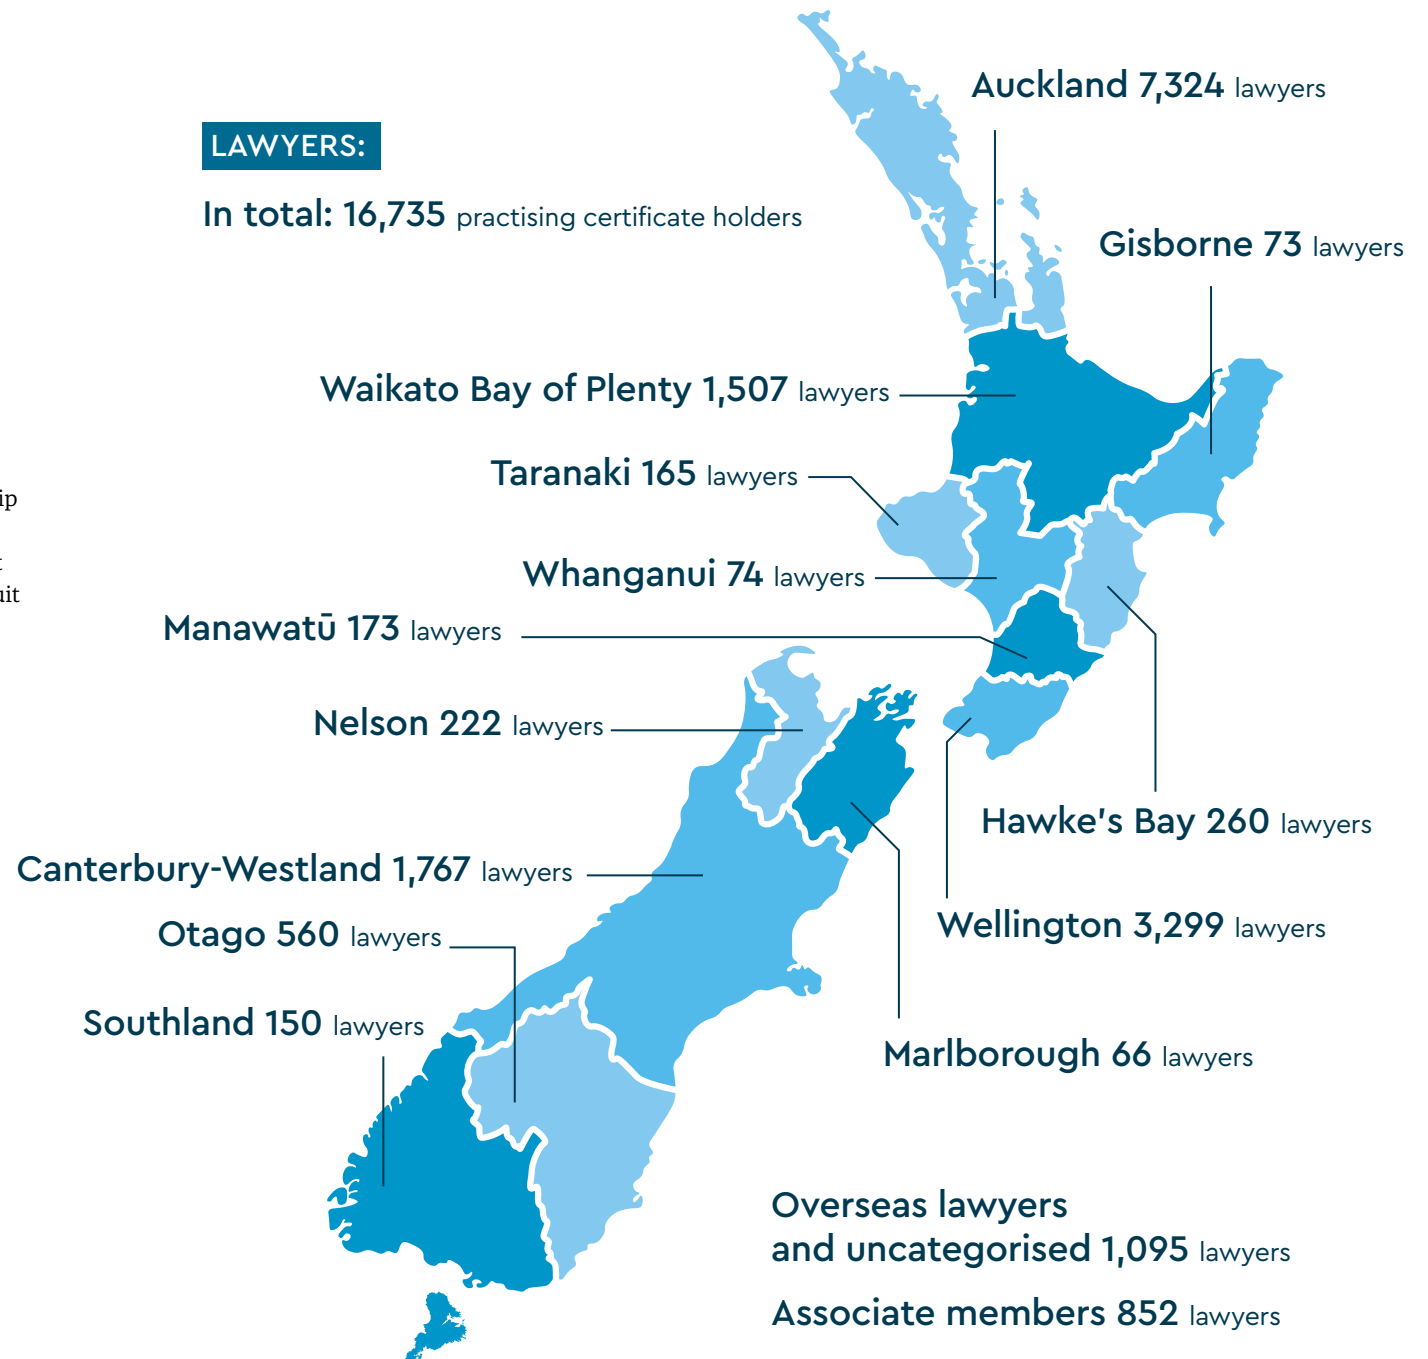 LAWYERS:
In total: 16,735 practising certificate holders
Auckland 7,324 lawyers
Gisborne 73 lawyers
Waikato Bay of Plenty 1,507 lawyers
Taranaki 165 lawyers
ip
t
uit
Whanganui 74 lawyers
Manawatū 173 lawyers
Nelson 222 lawyers
Hawke's Bay 260 lawyers
Canterbury-Westland 1,767 lawyers
Wellington 3,299 lawyers
Otago 560 lawyers
Southland 150 lawyers
Marlborough 66 lawyers
Overseas lawyers
and uncategorised 1,095 lawyers
Associate members 852 lawyers